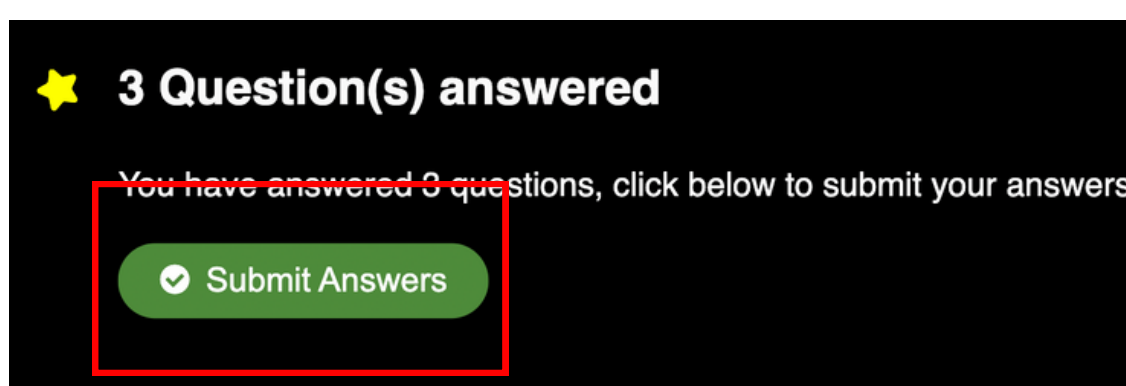 3 Question(s) answered
You have answered 3 questions, click below to submit your answers
Submit Answers